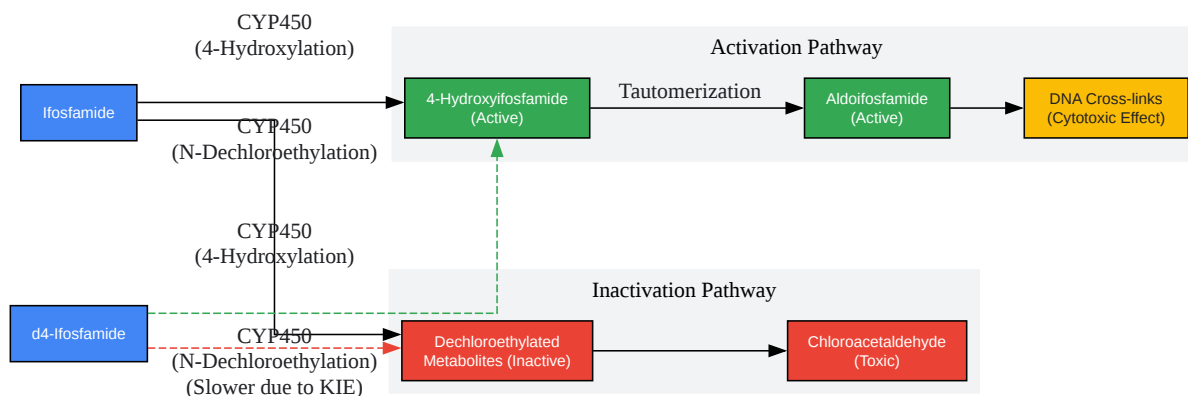 CYP450
(4-Hydroxylation)
Activation Pathway
Ifosfamide
4-Hydroxyifosfamide
(Active)
Tautomerization
Aldoifosfamide
(Active)
DNA Cross-links
(Cytotoxic Effect)
CYP450
(N-Dechloroethylation)
CYP450
(4-Hydroxylation)
Inactivation Pathway
d4-Ifosfamide
CYP450
(N-Dechloroethylation)
(Slower due to KIE)
Dechloroethylated
Metabolites (Inactive)
Chloroacetaldehyde
(Toxic)